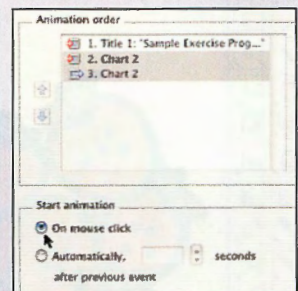 Animation order
1. Title 1: "Sample Exercise Prog..."
2. Chart 2
3. Chart 2
Start animation
On mouse click
Automatically, seconds
after previous event